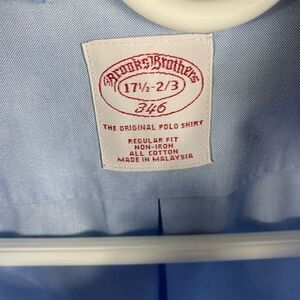 Brooks Brothers
17½-2/3
346
THE ORIGINAL POLO SHIRT
REGULAR FIT
NON-IRON
ALL COTTON
MADE IN MALAYSIA